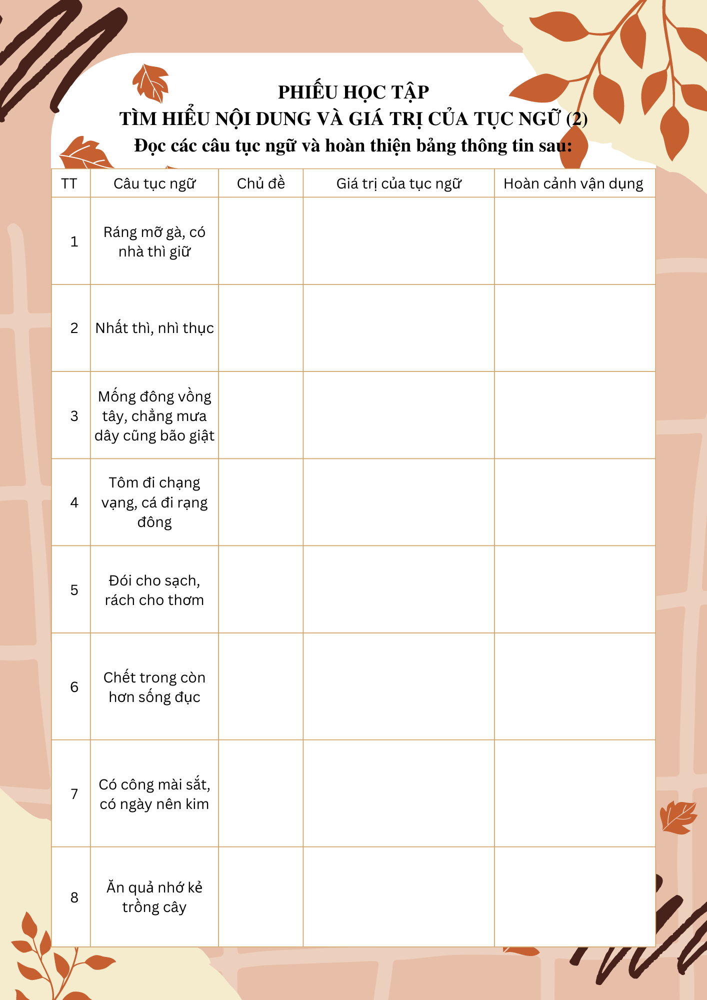 PHIẾU HỌC TẬP
TÌM HIỂU NỘI DUNG VÀ GIÁ TRỊ CỦA TỤC NGỮ (2)
Đọc các câu tục ngữ và hoàn thiện bảng thông tin sau:
TT Câu tục ngữ Chủ đề Giá trị của tục ngữ Hoàn cảnh vận dụng
1
Ráng mỡ gà, có
nhà thì giữ
2
Nhất thì, nhì thục
3
Mống đông vồng
tây, chẳng mưa
dây cũng bão giật
4
Tôm đi chạng
vạng, cá đi rạng
đông
5
Đói cho sạch,
rách cho thơm
6
Chết trong còn
hơn sống đục
7
Có công mài sắt,
có ngày nên kim
8
Ăn quả nhớ kẻ
trồng cây